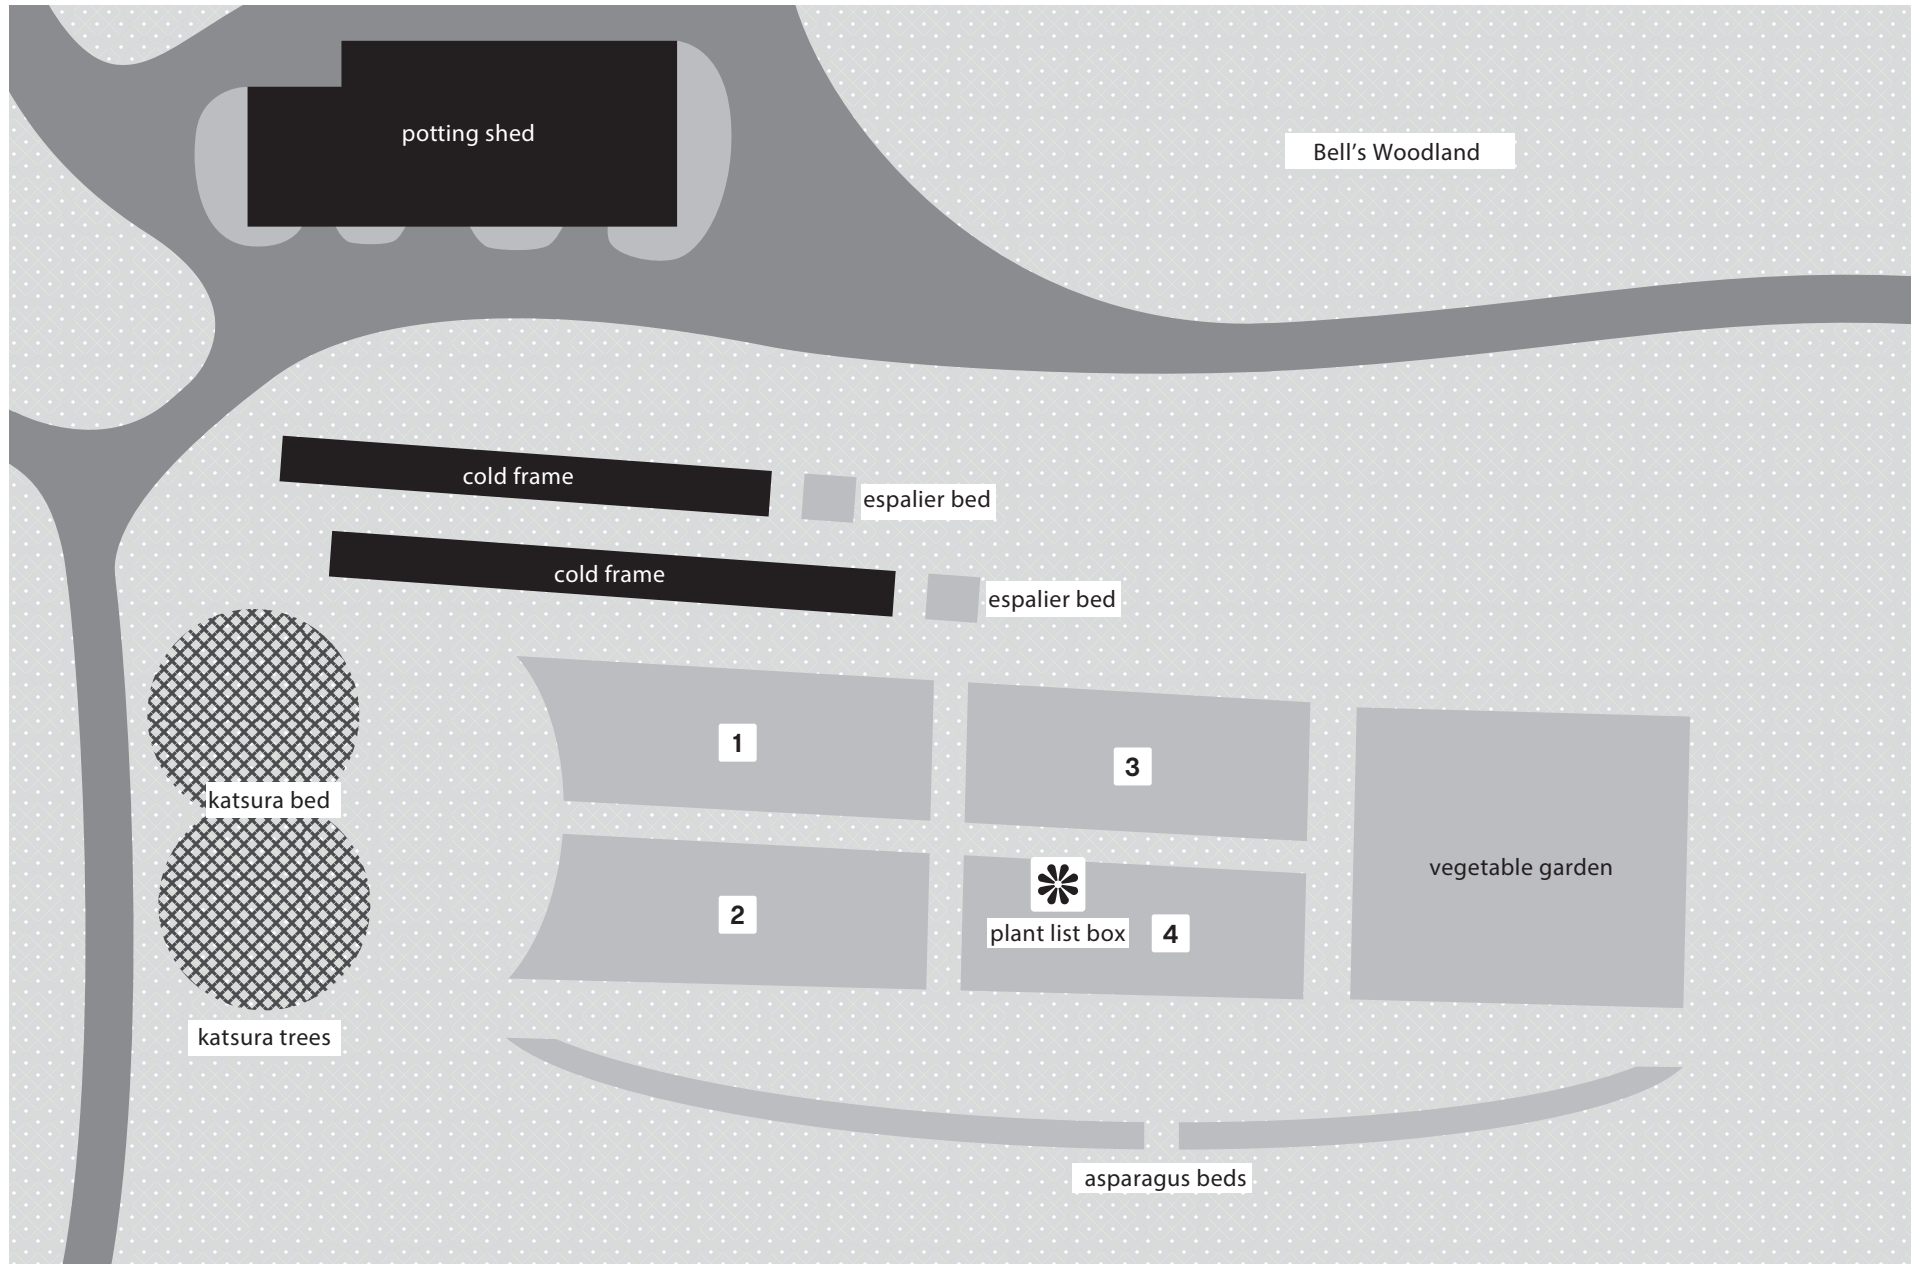 potting shed
Bell’s Woodland
cold frame
espalier bed
cold frame
espalier bed
1
3
katsura bed
vegetable garden
2
plant list box
4
katsura trees
asparagus beds